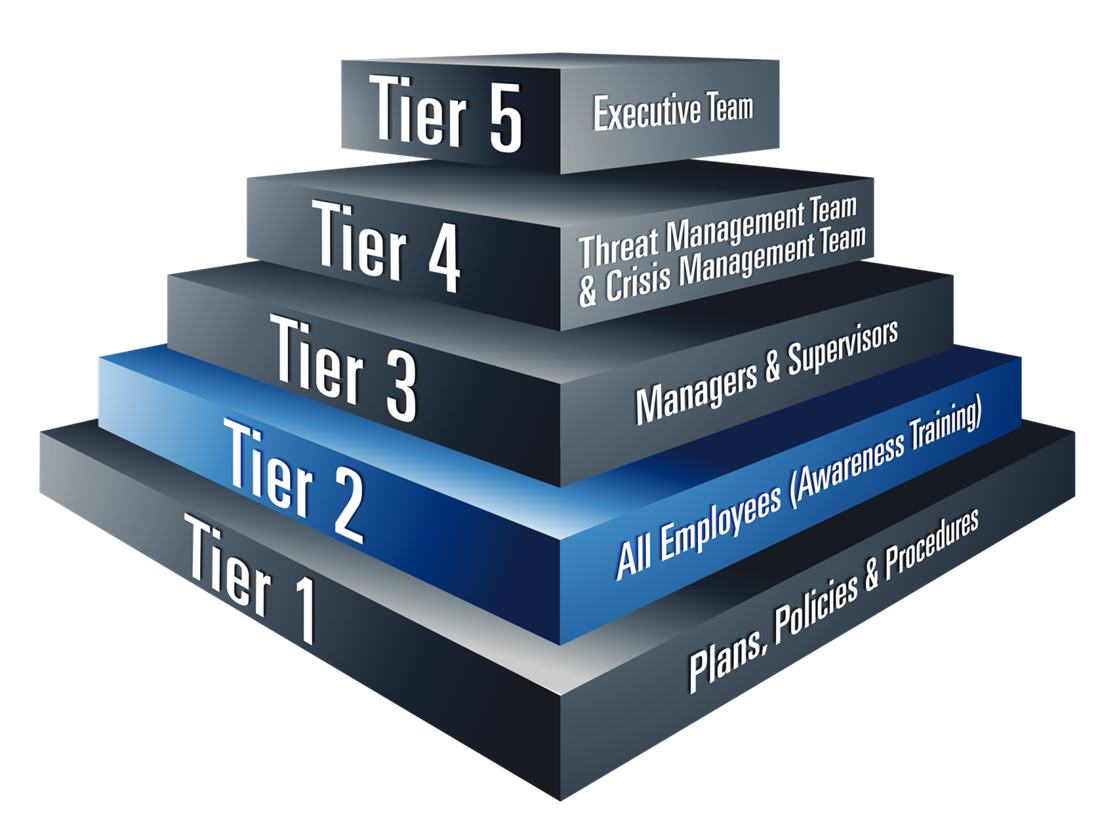 Tier 5
Executive Team
Tier 4
Threat Management Team
& Crisis Management Team
Tier 3
Managers & Supervisors
Tier 2
All Employees (Awareness Training)
Tier 1
Plans, Policies & Procedures